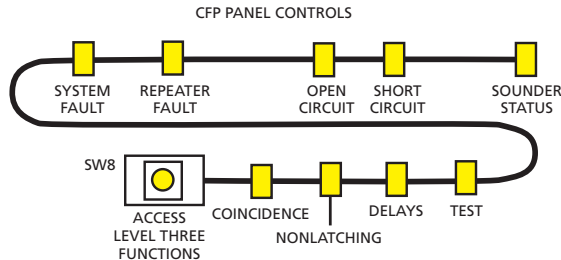 CFP PANEL CONTROLS
SYSTEM
FAULT
REPEATER
FAULT
OPEN
CIRCUIT
SHORT
CIRCUIT
SOUNDER
STATUS
SW8
ACCESS
LEVEL THREE
FUNCTIONS
COINCIDENCE
NONLATCHING
DELAYS
TEST